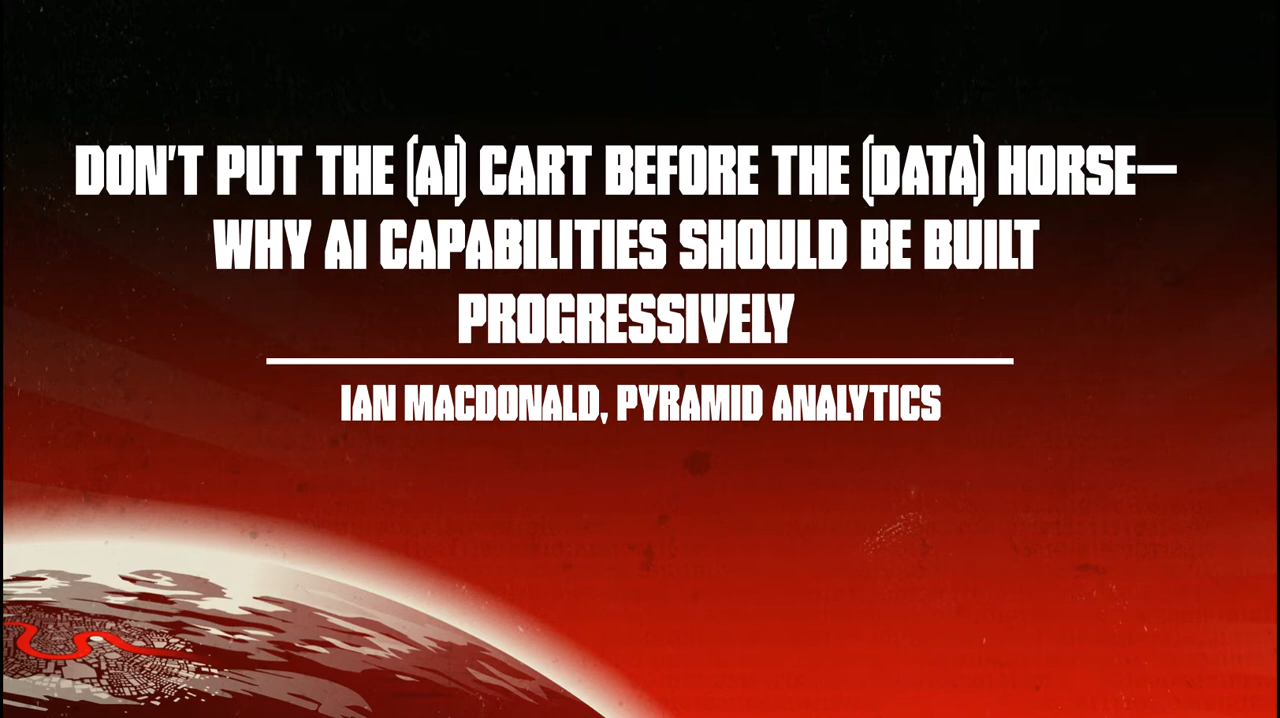 DON'T PUT THE (AI) CART BEFORE THE (DATA) HORSE—
WHY AI CAPABILITIES SHOULD BE BUILT
PROGRESSIVELY
IAN MACDONALD, PYRAMID ANALYTICS